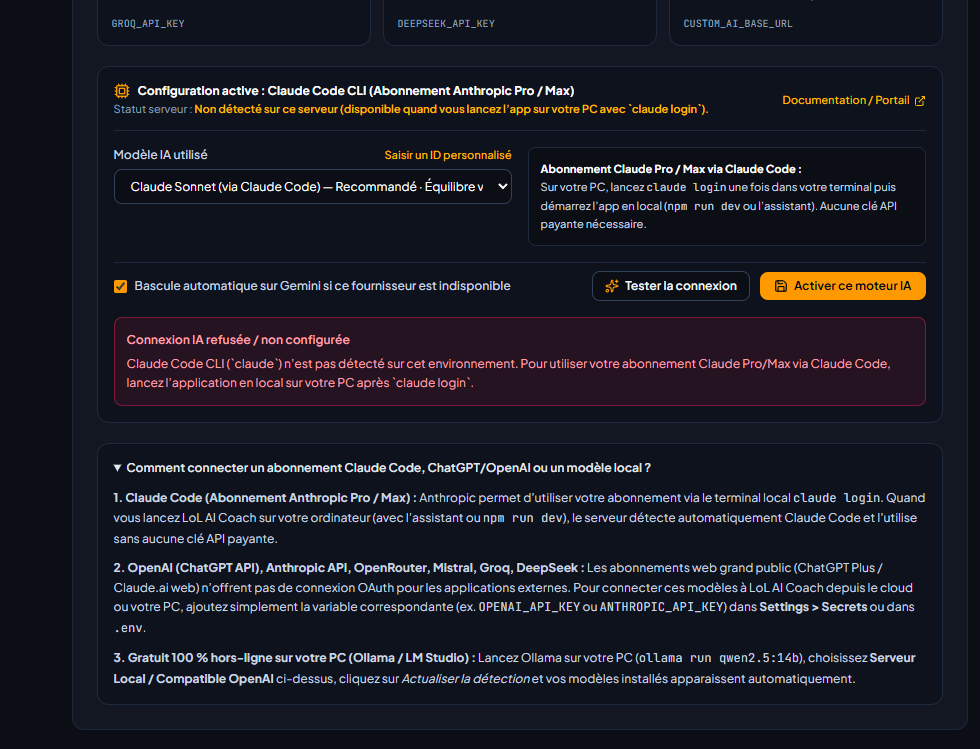 GROQ_API_KEY
DEEPSEEK_API_KEY
CUSTOM_AI_BASE_URL
Configuration active : Claude Code CLI (Abonnement Anthropic Pro / Max)
Statut serveur : Non détecté sur ce serveur (disponible quand vous lancez l'app sur votre PC avec `claude login`).
Documentation / Portail
Modèle IA utilisé
Saisir un ID personnalisé
Claude Sonnet (via Claude Code) — Recommandé · Équilibre v
Abonnement Claude Pro / Max via Claude Code :
Sur votre PC, lancez claude login une fois dans votre terminal puis
démarrez l'app en local (npm run dev ou l'assistant). Aucune clé API
payante nécessaire.
Bascule automatique sur Gemini si ce fournisseur est indisponible
Tester la connexion
Activer ce moteur IA
Connexion IA refusée / non configurée
Claude Code CLI (`claude`) n'est pas détecté sur cet environnement. Pour utiliser votre abonnement Claude Pro/Max via Claude Code,
lancez l'application en local sur votre PC après `claude login`.
▼ Comment connecter un abonnement Claude Code, ChatGPT/OpenAI ou un modèle local ?
1. Claude Code (Abonnement Anthropic Pro / Max) : Anthropic permet d'utiliser votre abonnement via le terminal local claude login. Quand
vous lancez LoL AI Coach sur votre ordinateur (avec l'assistant ou npm run dev), le serveur détecte automatiquement Claude Code et l'utilise
sans aucune clé API payante.
2. OpenAI (ChatGPT API), Anthropic API, OpenRouter, Mistral, Groq, DeepSeek : Les abonnements web grand public (ChatGPT Plus /
Claude.ai web) n'offrent pas de connexion OAuth pour les applications externes. Pour connecter ces modèles à LoL AI Coach depuis le cloud
ou votre PC, ajoutez simplement la variable correspondante (ex. OPENAI_API_KEY ou ANTHROPIC_API_KEY) dans Settings > Secrets ou dans
.env.
3. Gratuit 100 % hors-ligne sur votre PC (Ollama / LM Studio) : Lancez Ollama sur votre PC (ollama run qwen2.5:14b), choisissez Serveur
Local / Compatible OpenAI ci-dessus, cliquez sur Actualiser la détection et vos modèles installés apparaissent automatiquement.